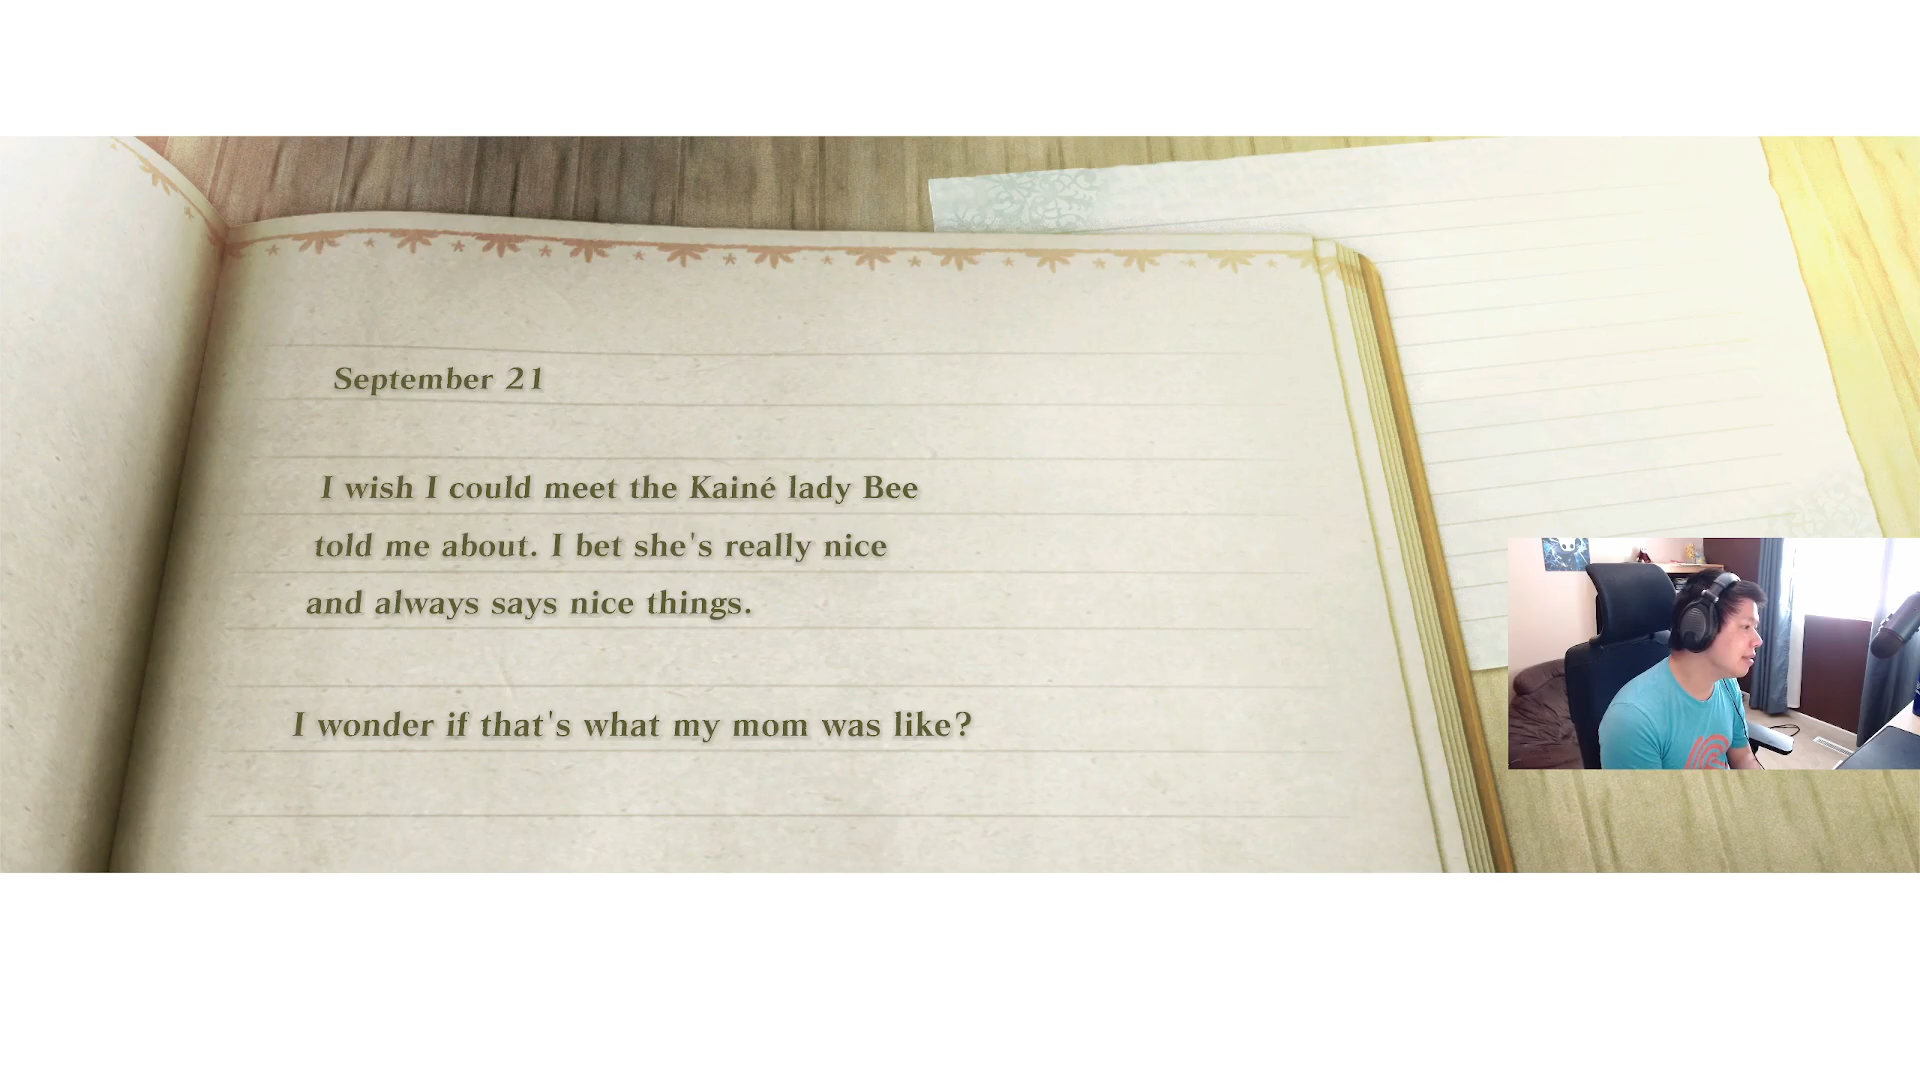 September 21
I wish I could meet the Kainé lady Bee
told me about. I bet she's really nice
and always says nice things.
I wonder if that's what my mom was like?